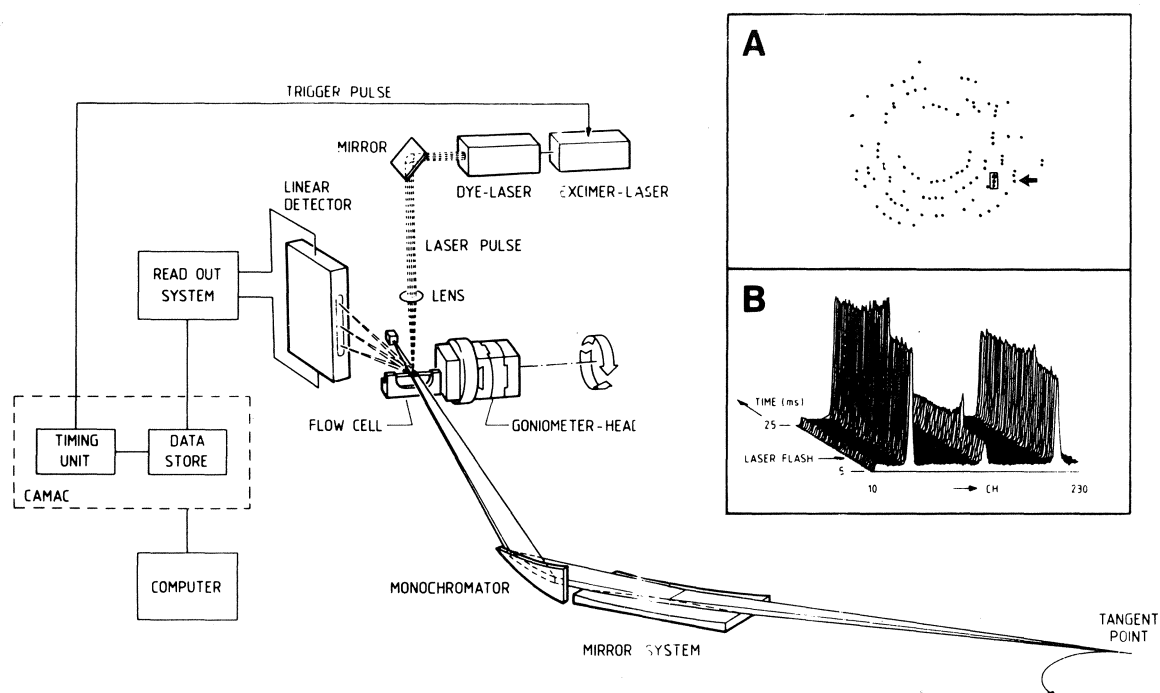 TRIGGER PULSE
MIRROR
DYE-LASER
EXCIMER-LASER
LINEAR
DETECTOR
LASER PULSE
READ OUT
SYSTEM
LENS
FLOW CELL
GONIOMETER-HEAD
TIMING
UNIT
DATA
STORE
CAMAC
COMPUTER
MONOCHROMATOR
MIRROR SYSTEM
TANGENT
POINT
A
B
TIME (ms)
25
LASER FLASH
5
10
CH
230